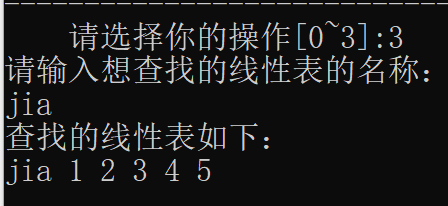 请选择你的操作[0~3]:3
请输入想查找的线性表的名称:
jia
查找的线性表如下:
jia 1 2 3 4 5